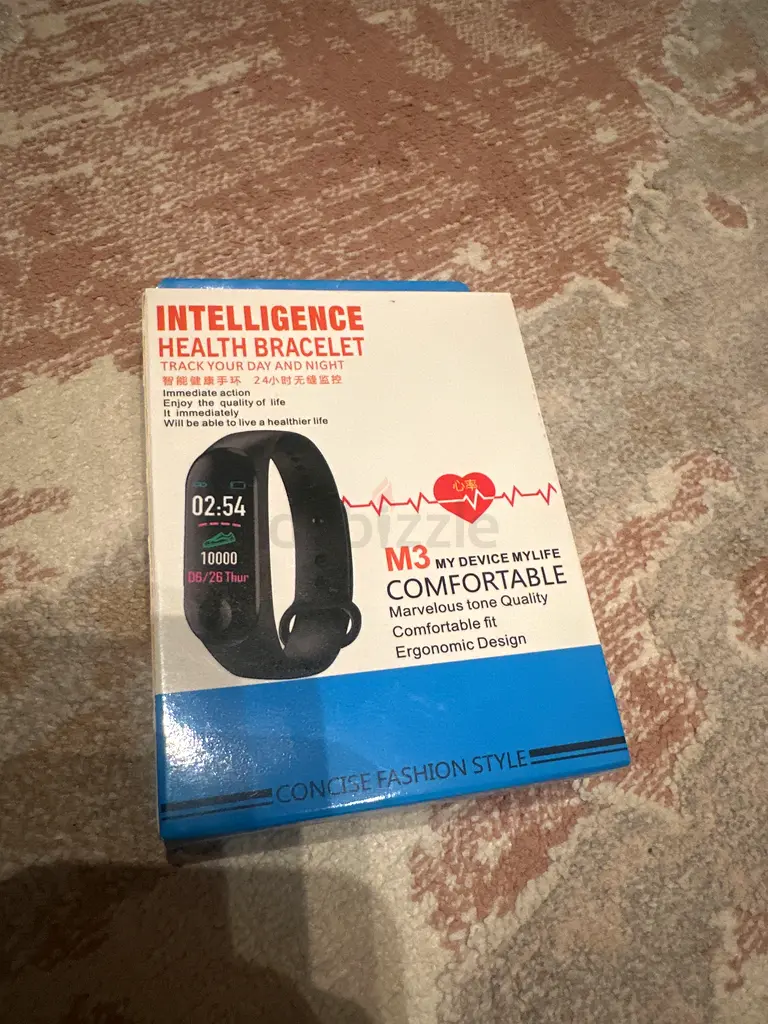 INTELLIGENCE
HEALTH BRACELET
TRACK YOUR DAY AND NIGHT
智能健康手环 24小时无缝监控
Immediate action
Enjoy the quality of life
It immediately
Will be able to live a healthier life
02:54
10000
06/26 Thur
心率
dubizzle
M3 MY DEVICE MYLIFE
COMFORTABLE
Marvelous tone Quality
Comfortable fit
Ergonomic Design
CONCISE FASHION STYLE